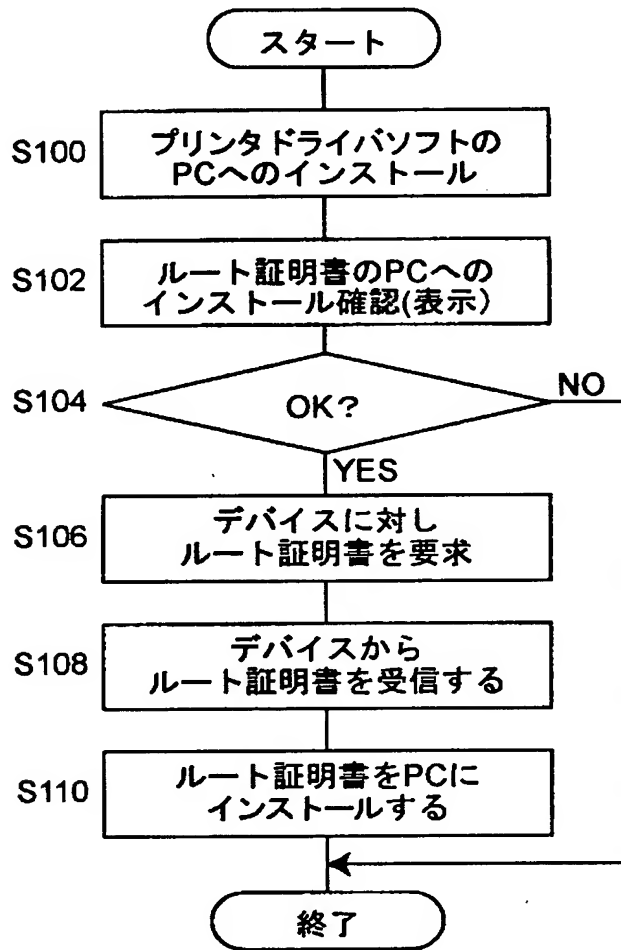 スタート
S100
プリンタドライバソフトの
PCへのインストール
S102
ルート証明書のPCへの
インストール確認(表示)
S104
OK?
NO
YES
S106
デバイスに対し
ルート証明書を要求
S108
デバイスから
ルート証明書を受信する
S110
ルート証明書をPCに
インストールする
終了